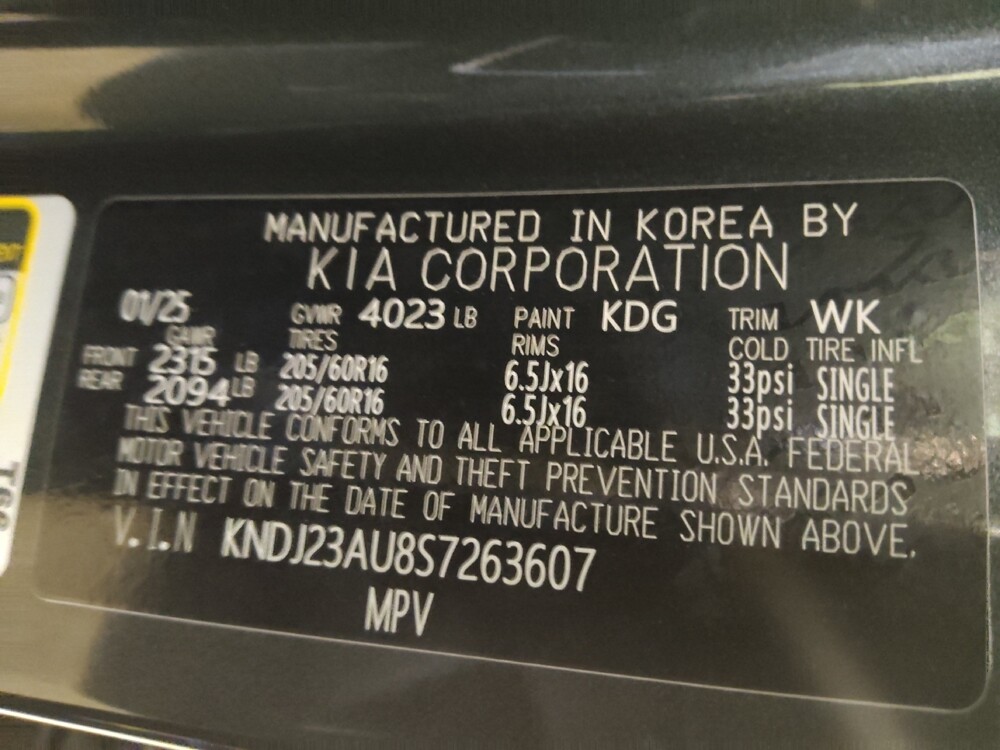 MANUFACTURED IN KOREA BY
KIA CORPORATION
01/25 GVWR 4023 LB PAINT KDG TRIM WK
GAWR TIRES RIMS COLD TIRE INFL
FRONT 2315 LB 205/60R16 6.5Jx16 33psi SINGLE
REAR 2094 LB 205/60R16 6.5Jx16 33psi SINGLE
THIS VEHICLE CONFORMS TO ALL APPLICABLE U.S.A. FEDERAL
MOTOR VEHICLE SAFETY AND THEFT PREVENTION STANDARDS
IN EFFECT ON THE DATE OF MANUFACTURE SHOWN ABOVE.
V.I.N KNDJ23AU8S7263607
MPV